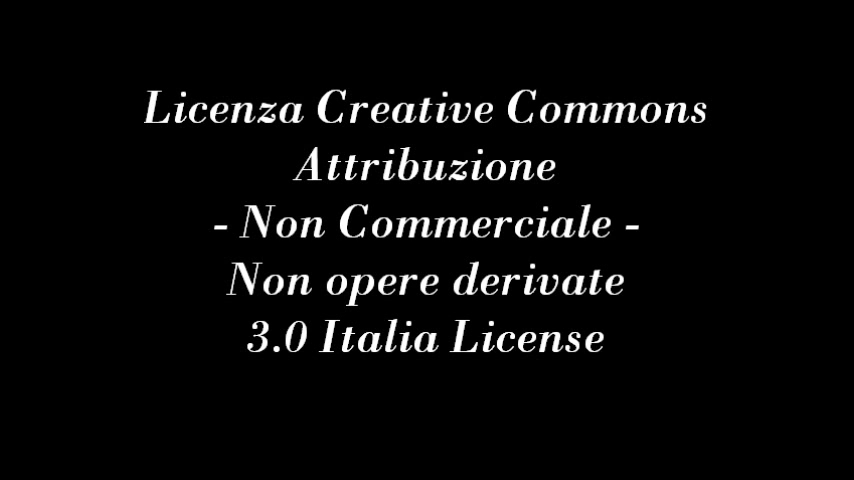 Licenza Creative Commons
Attribuzione
- Non Commerciale -
Non opere derivate
3.0 Italia License